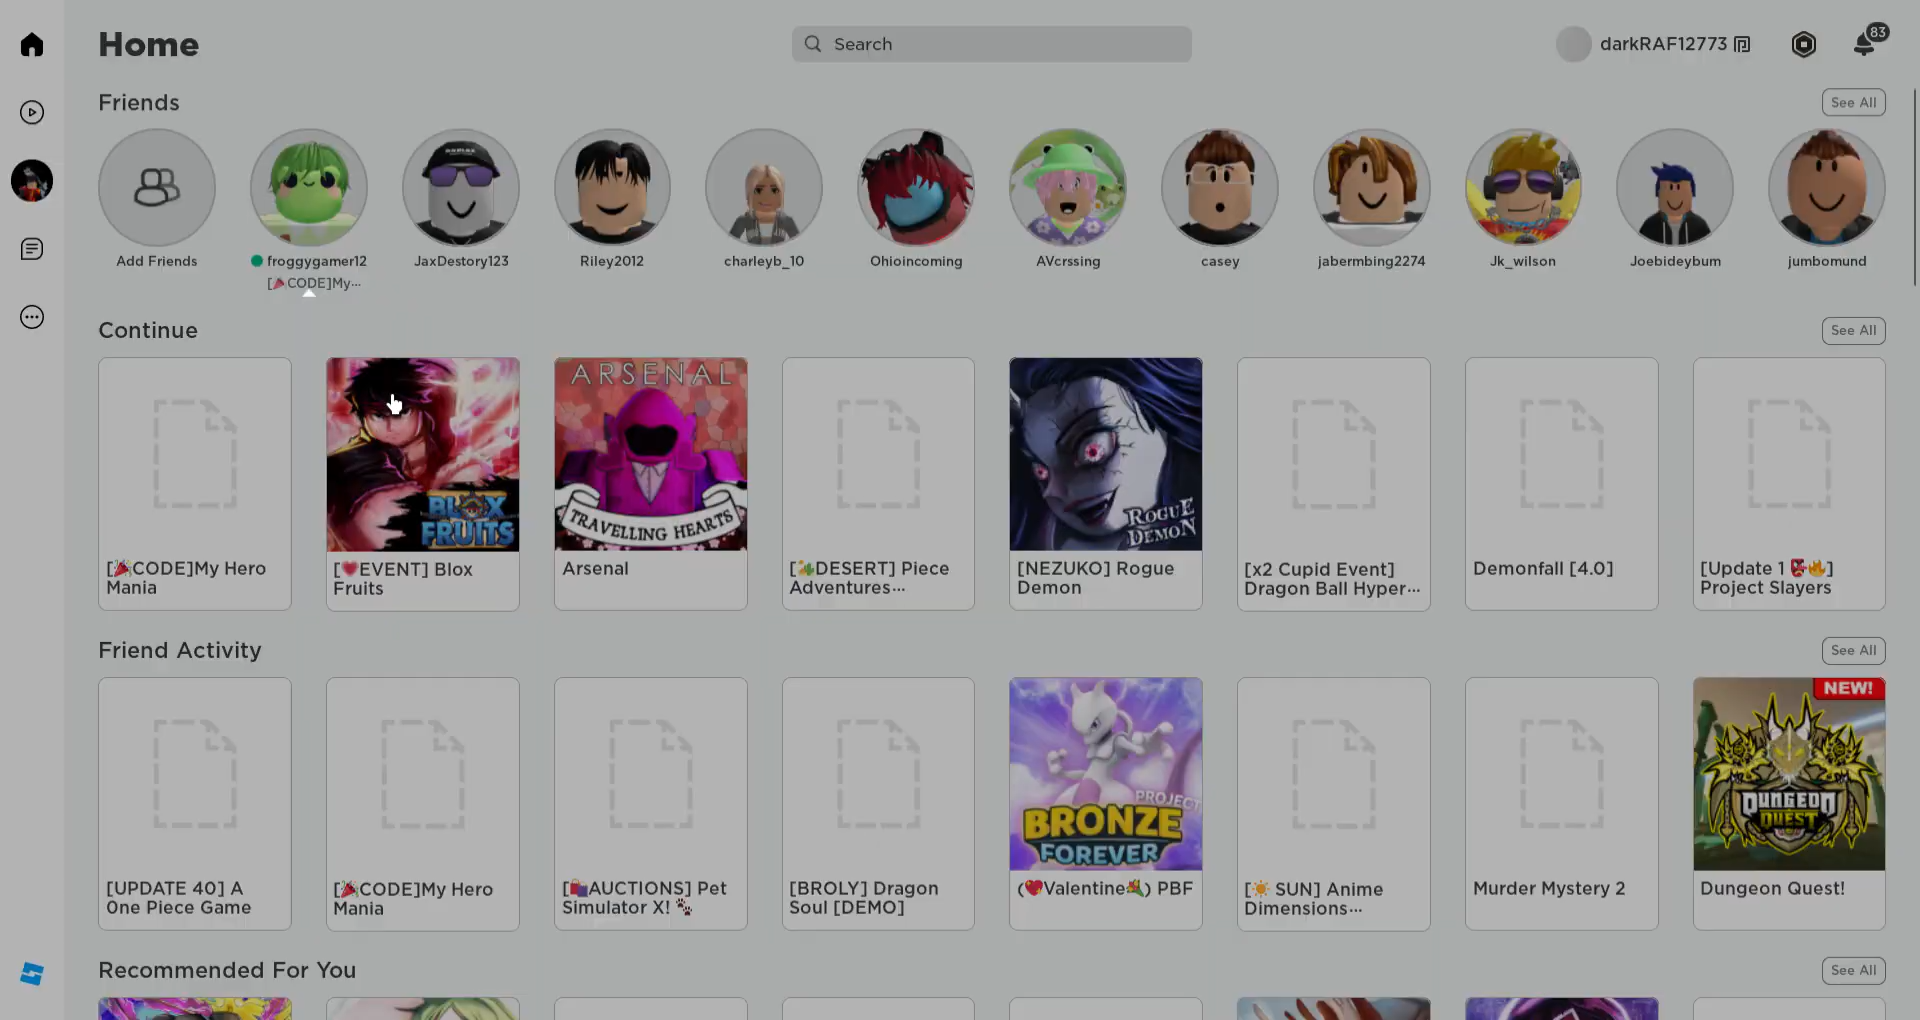 Home
Search
darkRAF12773
83
Friends
See All
Add Friends
froggygamer12
[🎉CODE]My...
JaxDestory123
Riley2012
charleyb_10
Ohioincoming
AVcrssing
casey
jabermbing2274
Jk_wilson
Joebideybum
jumbomund
Continue
See All
[🎉CODE]My Hero
Mania
BLOX
FRUITS
[❤️EVENT] Blox
Fruits
ARSENAL
TRAVELLING HEARTS
Arsenal
[🏜️DESERT] Piece
Adventures...
ROGUE
DEMON
[NEZUKO] Rogue
Demon
[x2 Cupid Event]
Dragon Ball Hyper...
Demonfall [4.0]
[Update 1 👹🔥]
Project Slayers
Friend Activity
See All
[UPDATE 40] A
0ne Piece Game
[🎉CODE]My Hero
Mania
[🛍️AUCTIONS] Pet
Simulator X! 🐾
[BROLY] Dragon
Soul [DEMO]
PROJECT
BRONZE
FOREVER
(💖Valentine💐) PBF
[☀️ SUN] Anime
Dimensions...
Murder Mystery 2
NEW!
DUNGEON
QUEST
Dungeon Quest!
Recommended For You
See All